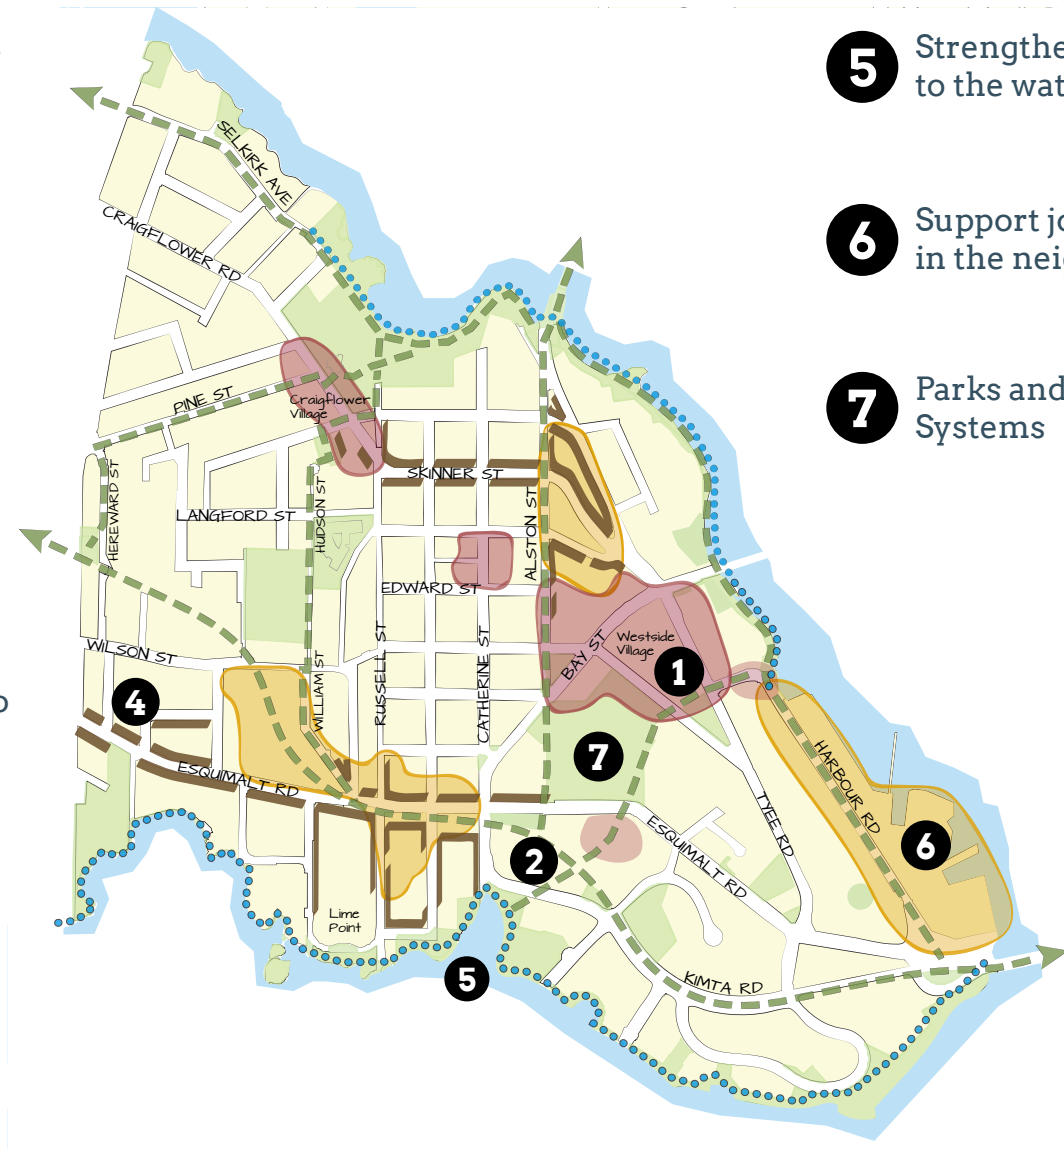 5
Strengthe
to the wat
6
Support jo
in the nei
7
Parks and
Systems
SELKIRK AVE
CRAIGFLOWER RD
PINE ST
Craigflower
Village
SKINNER ST
HEREWARD ST
LANGFORD ST
HUDSON ST
ALSTON ST
EDWARD ST
WILSON ST
WILLIAM ST
RUSSELL ST
CATHERINE ST
BAY ST
Westside
Village
1
4
7
ESQUIMALT RD
HARBOUR RD
TYEE RD
6
ESQUIMALT RD
2
Lime
Point
5
KIMTA RD